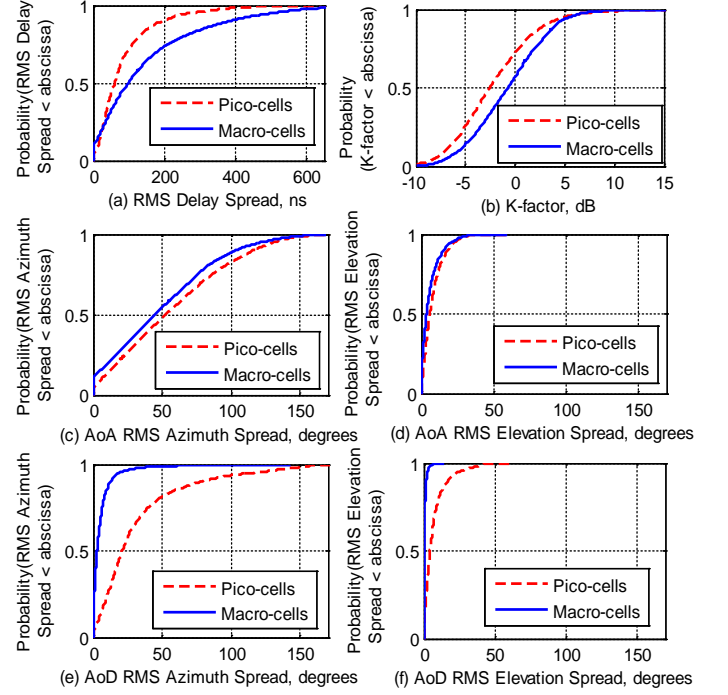 Probability(RMS Delay
Spread < abscissa)
1
0.5
0
Pico-cells
Macro-cells
0 200 400 600
(a) RMS Delay Spread, ns
Probability
(K-factor < abscissa)
1
0.5
0
Pico-cells
Macro-cells
-10 -5 0 5 10 15
(b) K-factor, dB
Probability(RMS Azimuth
Spread < abscissa)
1
0.5
0
Pico-cells
Macro-cells
0 50 100 150
(c) AoA RMS Azimuth Spread, degrees
Probability(RMS Elevation
Spread < abscissa)
1
0.5
0
Pico-cells
Macro-cells
0 50 100 150
(d) AoA RMS Elevation Spread, degrees
Probability(RMS Azimuth
Spread < abscissa)
1
0.5
0
Pico-cells
Macro-cells
0 50 100 150
(e) AoD RMS Azimuth Spread, degrees
Probability(RMS Elevation
Spread < abscissa)
1
0.5
0
Pico-cells
Macro-cells
0 50 100 150
(f) AoD RMS Elevation Spread, degrees